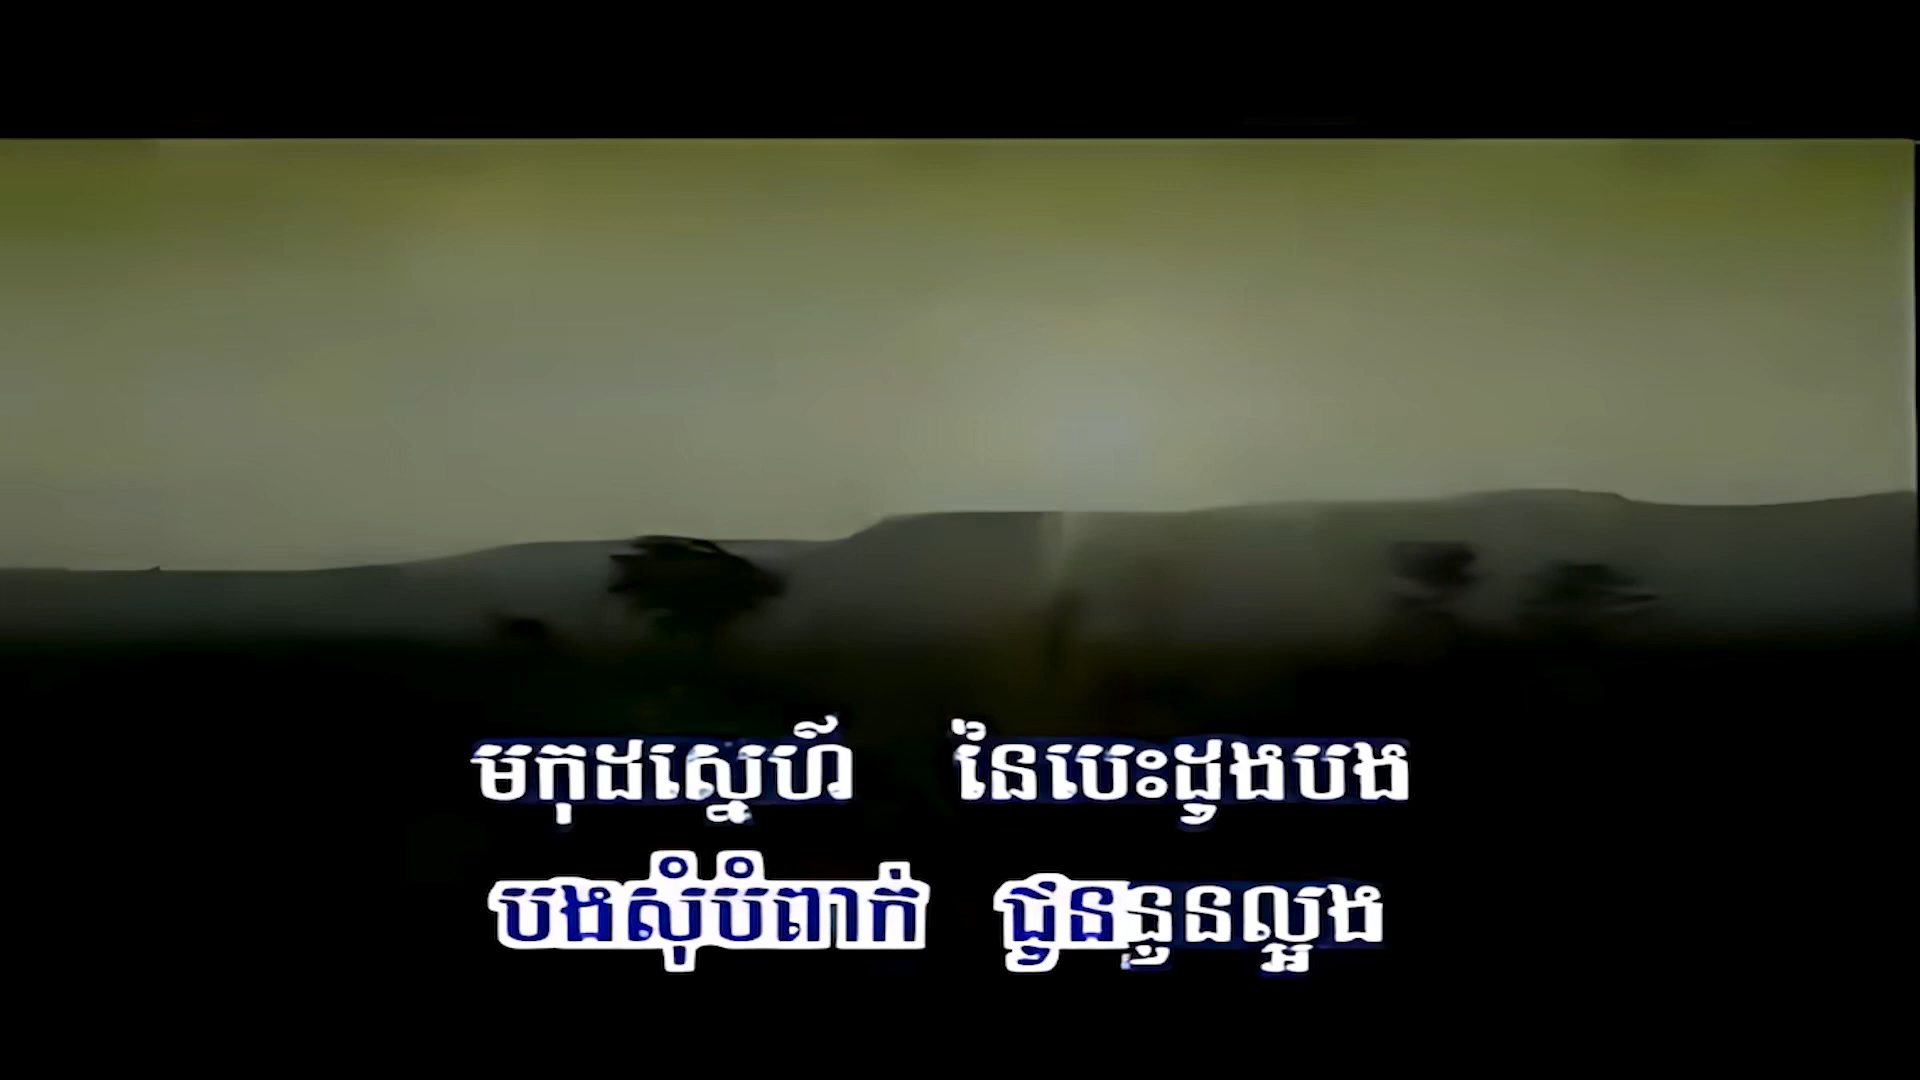 មកុដស្នេហ៍ នៃបេះដូងបង
បងសុំបំពាក់ ជូននួនល្អង